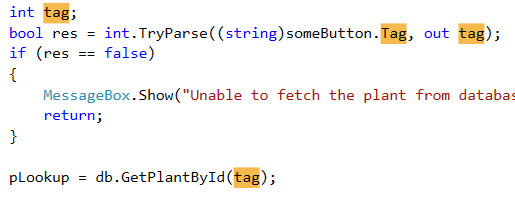 int tag;
bool res = int.TryParse((string)someButton.Tag, out tag);
if (res == false)
{
MessageBox.Show("Unable to fetch the plant from databas
return;
}
pLookup = db.GetPlantById(tag);